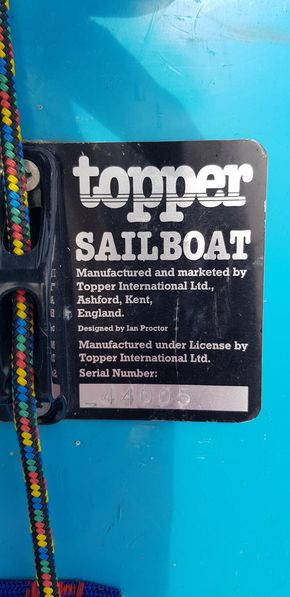 topper
SAILBOAT
Manufactured and marketed by
Topper International Ltd.,
Ashford, Kent,
England.
Designed by Ian Proctor
Manufactured under License by
Topper International Ltd.
Serial Number:
44005